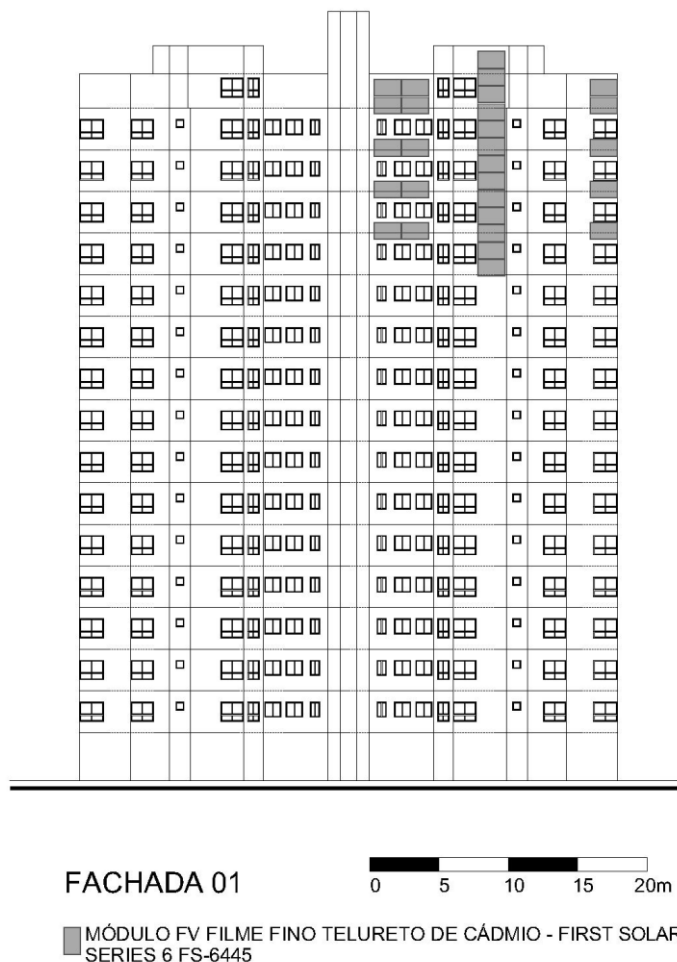 FACHADA 01
0 5 10 15 20m
MÓDULO FV FILME FINO TELURETO DE CÁDMIO - FIRST SOLAR
SERIES 6 FS-6445